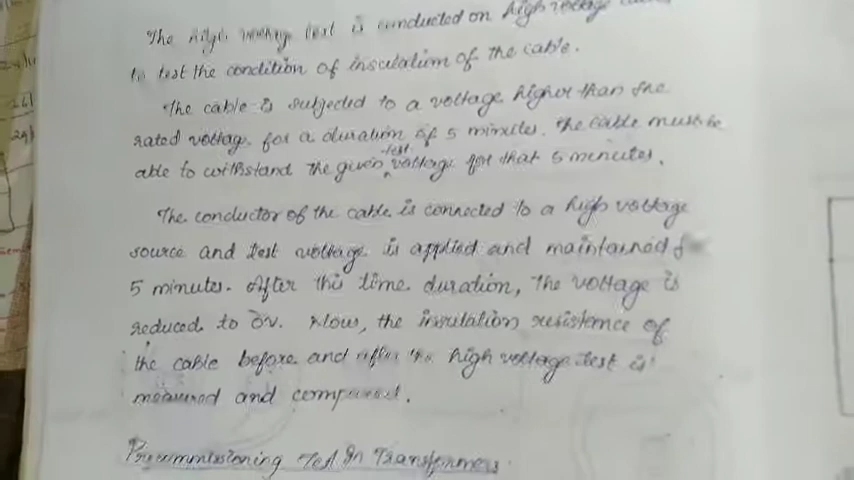 The high voltage test is conducted on high voltage
to test the condition of insulation of the cable.
The cable is subjected to a voltage higher than the
rated voltage for a duration of 5 minutes. The cable must be
able to withstand the given test voltage for that 5 minutes.
The conductor of the cable is connected to a high voltage
source and test voltage is applied and maintained
5 minutes. After this time duration, the voltage is
reduced to 0V. Now, the insulation resistence of
the cable before and after the high voltage test is
measured and compared.
Precommissioning Test In Transformers